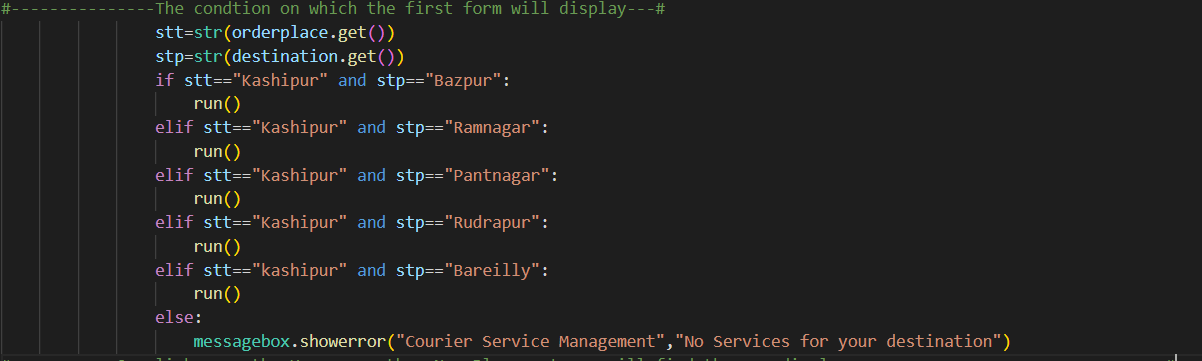 #---------------The condtion on which the first form will display---#
stt=str(orderplace.get())
stp=str(destination.get())
if stt=="Kashipur" and stp=="Bazpur":
run()
elif stt=="Kashipur" and stp=="Ramnagar":
run()
elif stt=="Kashipur" and stp=="Pantnagar":
run()
elif stt=="Kashipur" and stp=="Rudrapur":
run()
elif stt=="kashipur" and stp=="Bareilly":
run()
else:
messagebox.showerror("Courier Service Management","No Services for your destination")